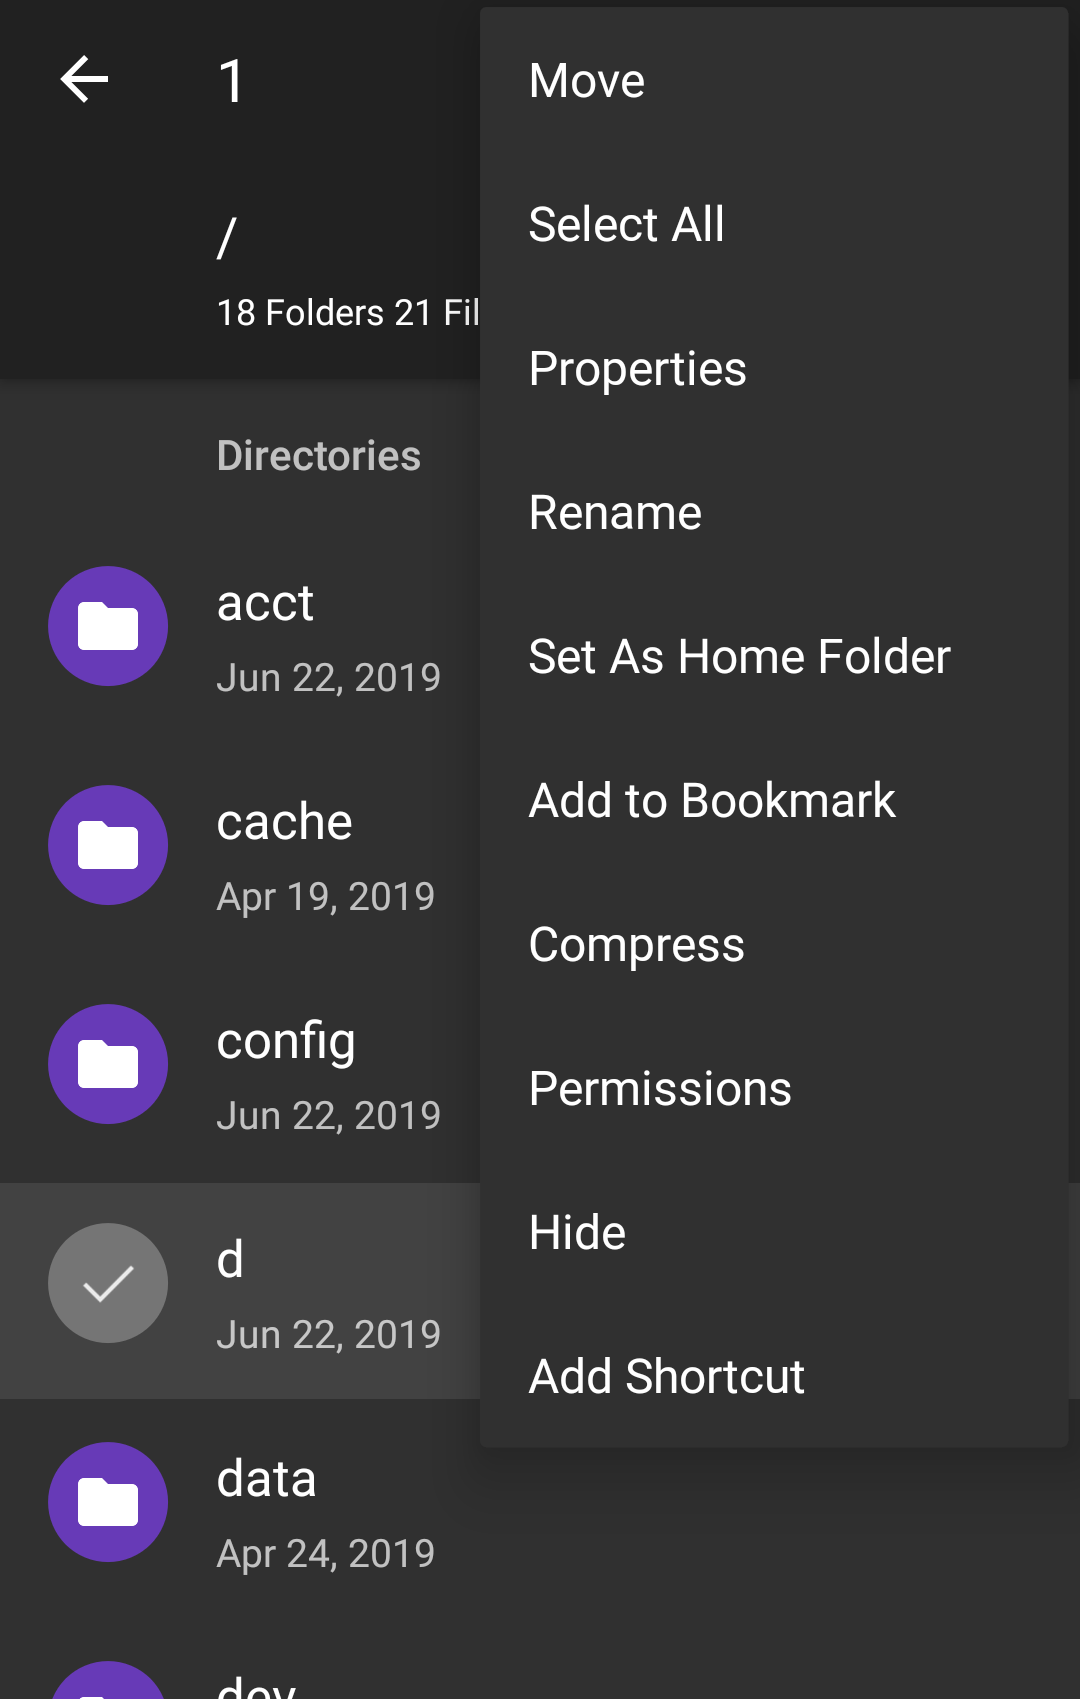 1
/
18 Folders 21 Fil
Move
Select All
Properties
Rename
Set As Home Folder
Add to Bookmark
Compress
Permissions
Hide
Add Shortcut
Directories
acct
Jun 22, 2019
cache
Apr 19, 2019
config
Jun 22, 2019
d
Jun 22, 2019
data
Apr 24, 2019
dev